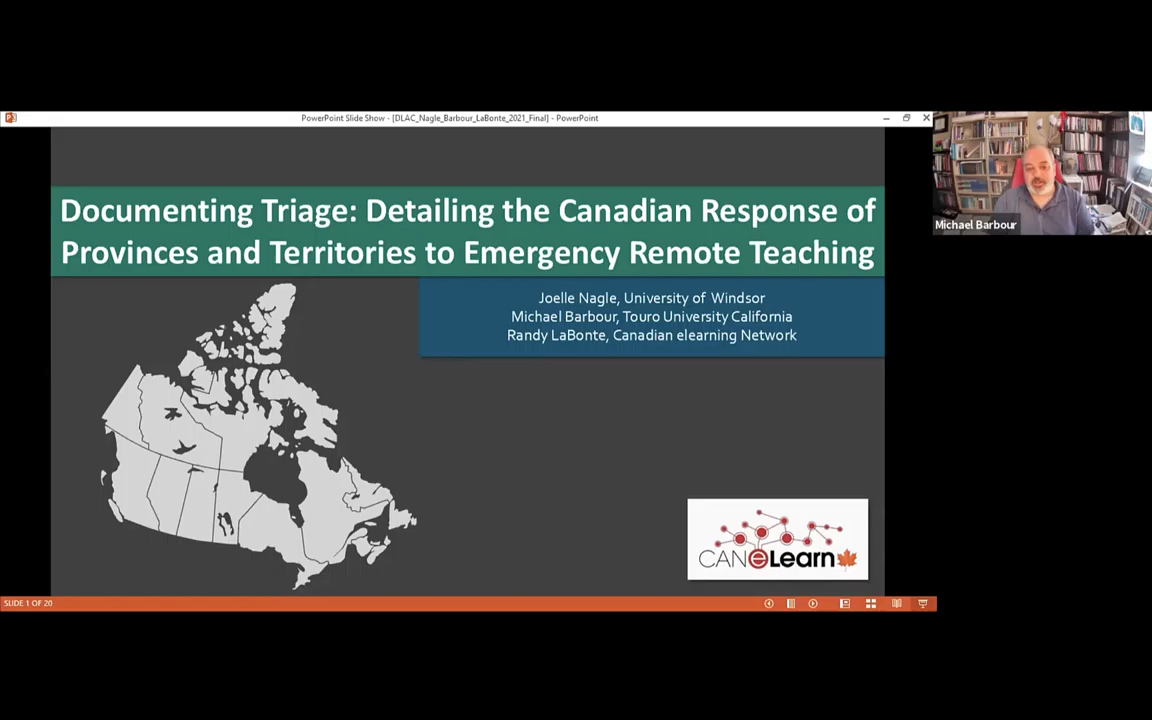 PowerPoint Slide Show - [DLAC_Nagle_Barbour_LaBonte_2021_Final] - PowerPoint
Documenting Triage: Detailing the Canadian Response of
Provinces and Territories to Emergency Remote Teaching
Joelle Nagle, University of Windsor
Michael Barbour, Touro University California
Randy LaBonte, Canadian elearning Network
CANeLearn
SLIDE 1 OF 20
Michael Barbour